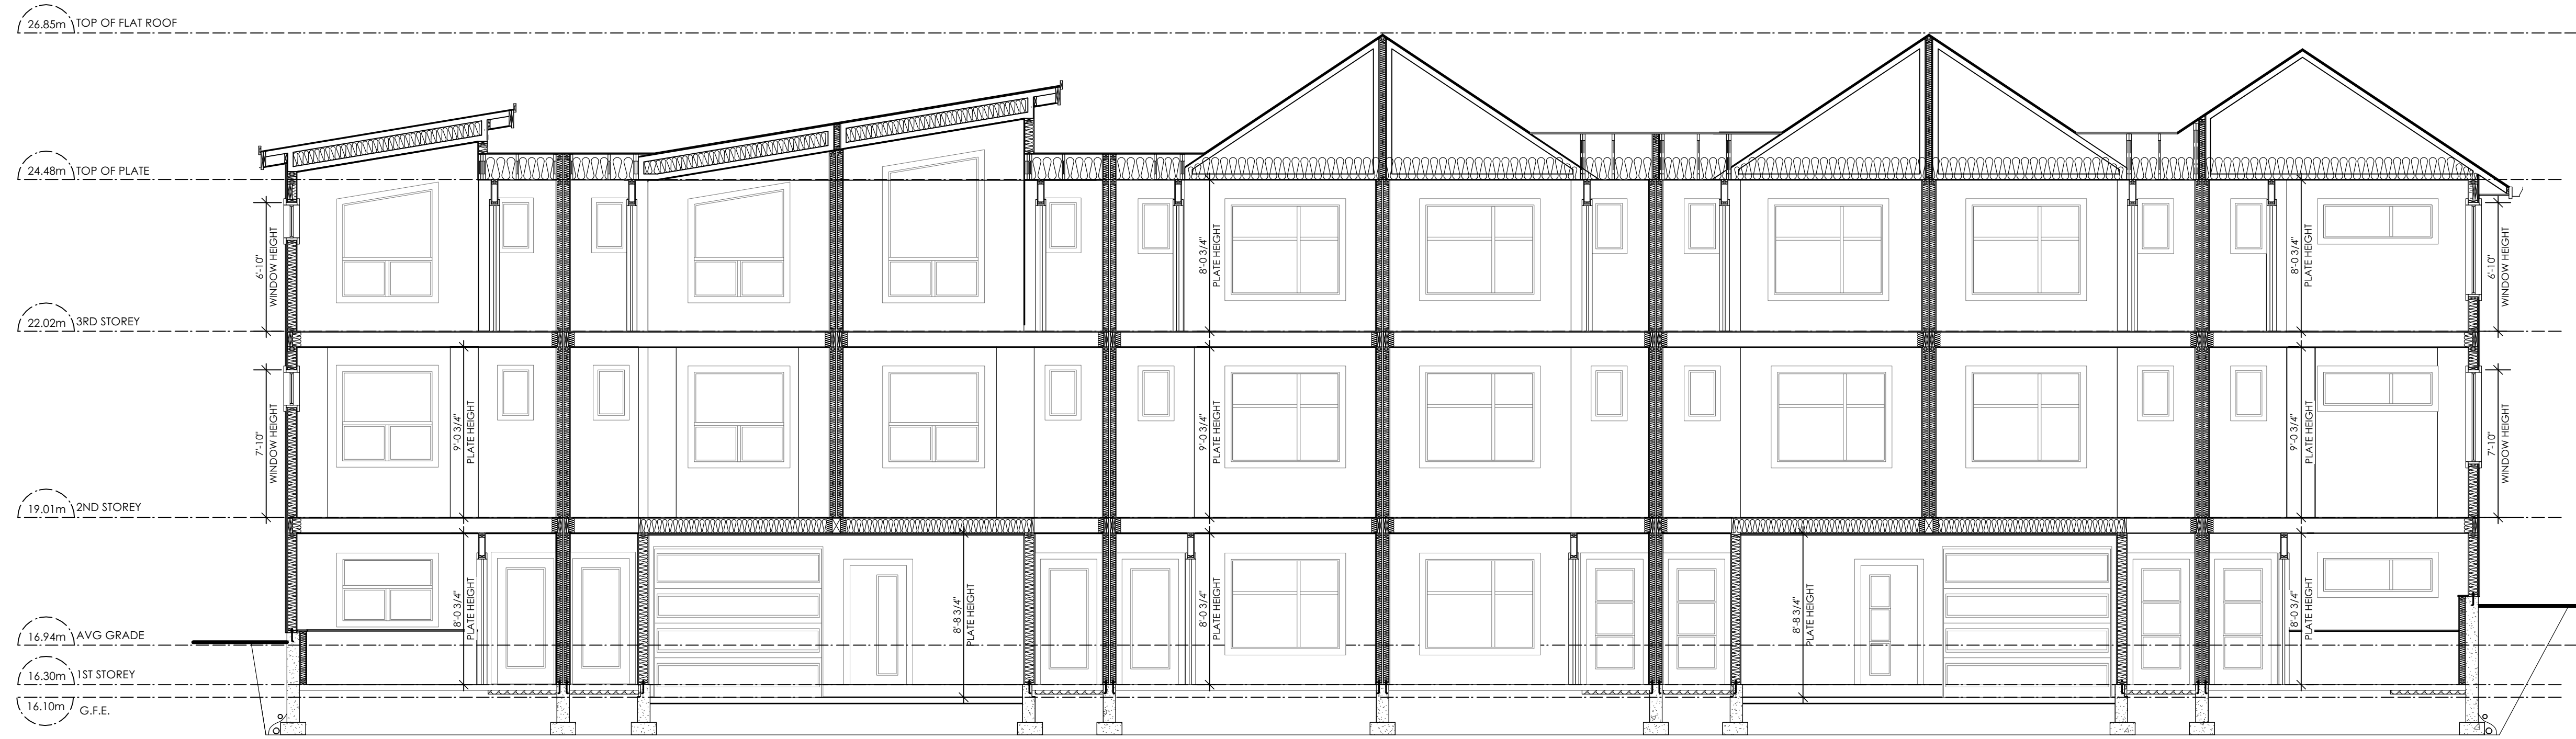 26.85m TOP OF FLAT ROOF
24.48m TOP OF PLATE
6'-10"
WINDOW HEIGHT
8'-0 3/4"
PLATE HEIGHT
8'-0 3/4"
PLATE HEIGHT
6'-10"
WINDOW HEIGHT
22.02m 3RD STOREY
7'-10"
WINDOW HEIGHT
9'-0 3/4"
PLATE HEIGHT
9'-0 3/4"
PLATE HEIGHT
9'-0 3/4"
PLATE HEIGHT
7'-10"
WINDOW HEIGHT
19.01m 2ND STOREY
8'-0 3/4"
PLATE HEIGHT
8'-8 3/4"
PLATE HEIGHT
8'-0 3/4"
PLATE HEIGHT
8'-8 3/4"
PLATE HEIGHT
8'-0 3/4"
PLATE HEIGHT
16.94m AVG GRADE
16.30m 1ST STOREY
16.10m G.F.E.